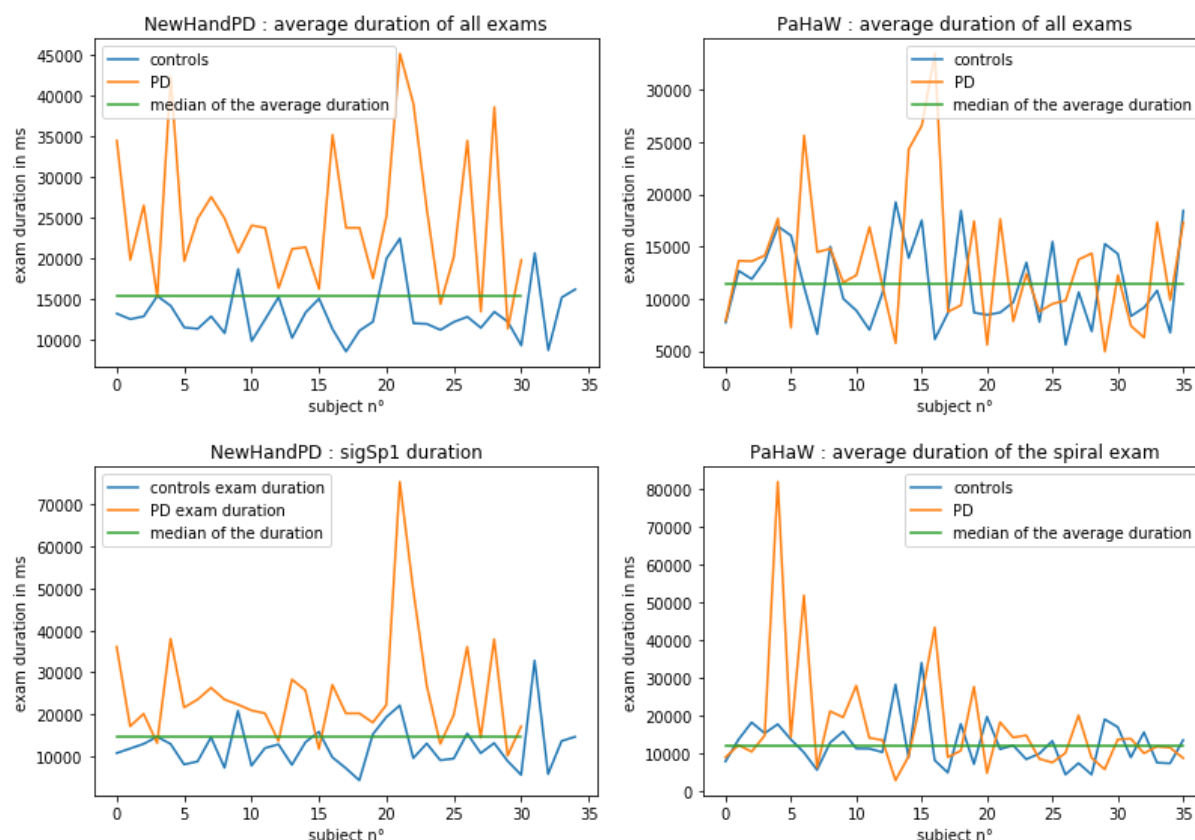 NewHandPD : average duration of all exams
exam duration in ms
45000
40000
35000
30000
25000
20000
15000
10000
controls
PD
median of the average duration
0 5 10 15 20 25 30 35
subject n°
PaHaW : average duration of all exams
exam duration in ms
30000
25000
20000
15000
10000
5000
controls
PD
median of the average duration
0 5 10 15 20 25 30 35
subject n°
NewHandPD : sigSp1 duration
exam duration in ms
70000
60000
50000
40000
30000
20000
10000
controls exam duration
PD exam duration
median of the duration
0 5 10 15 20 25 30 35
subject n°
PaHaW : average duration of the spiral exam
exam duration in ms
80000
70000
60000
50000
40000
30000
20000
10000
0
controls
PD
median of the average duration
0 5 10 15 20 25 30 35
subject n°